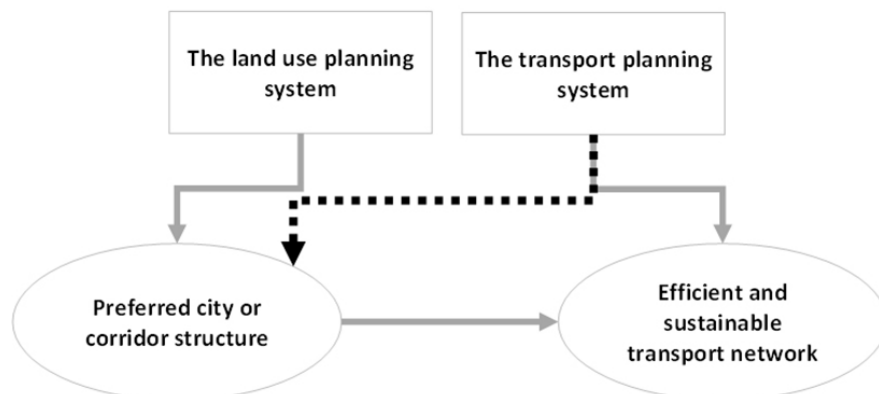 The land use planning
system
The transport planning
system
Preferred city or
corridor structure
Efficient and
sustainable
transport network